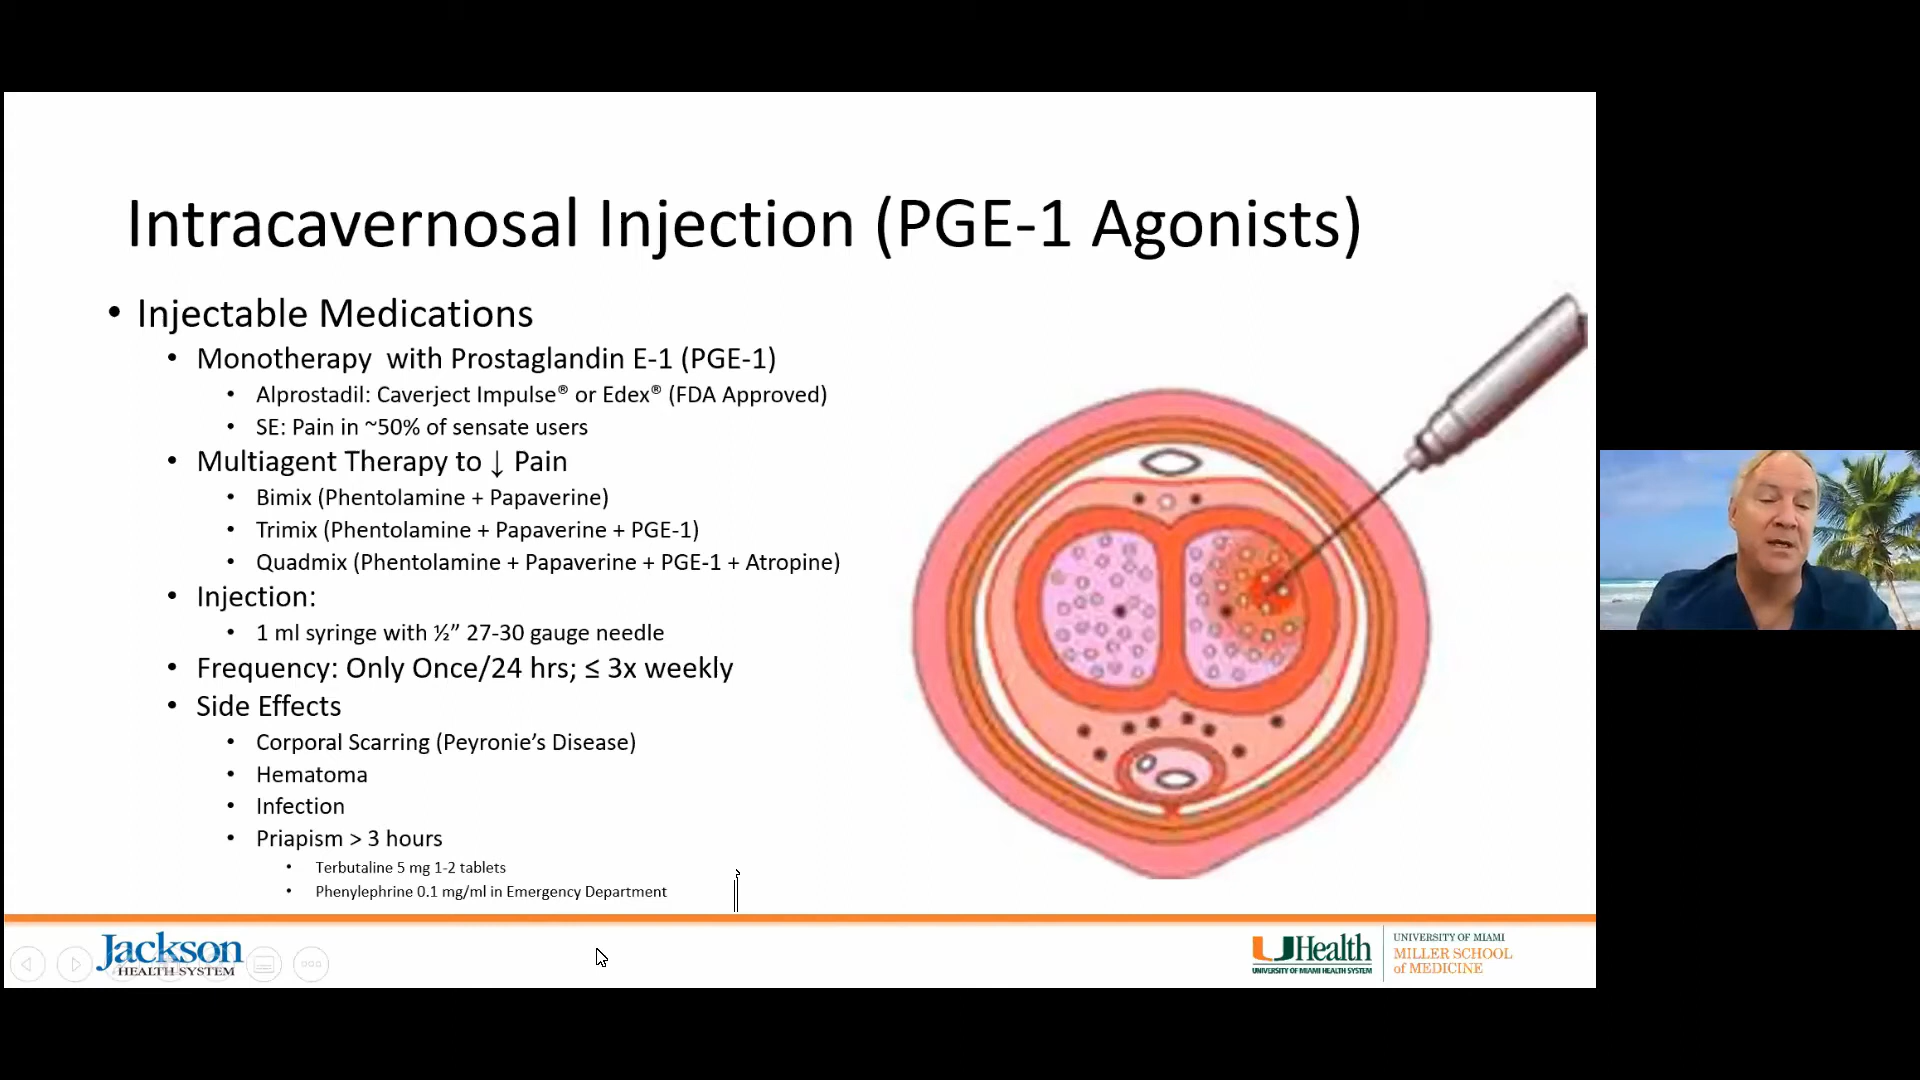 Intracavernosal Injection (PGE-1 Agonists)
• Injectable Medications
• Monotherapy with Prostaglandin E-1 (PGE-1)
• Alprostadil: Caverject Impulse® or Edex® (FDA Approved)
• SE: Pain in ~50% of sensate users
• Multiagent Therapy to ↓ Pain
• Bimix (Phentolamine + Papaverine)
• Trimix (Phentolamine + Papaverine + PGE-1)
• Quadmix (Phentolamine + Papaverine + PGE-1 + Atropine)
• Injection:
• 1 ml syringe with ½” 27-30 gauge needle
• Frequency: Only Once/24 hrs; ≤ 3x weekly
• Side Effects
• Corporal Scarring (Peyronie’s Disease)
• Hematoma
• Infection
• Priapism > 3 hours
• Terbutaline 5 mg 1-2 tablets
• Phenylephrine 0.1 mg/ml in Emergency Department
Jackson
HEALTH SYSTEM
UHealth
UNIVERSITY OF MIAMI HEALTH SYSTEM
UNIVERSITY OF MIAMI
MILLER SCHOOL
of MEDICINE